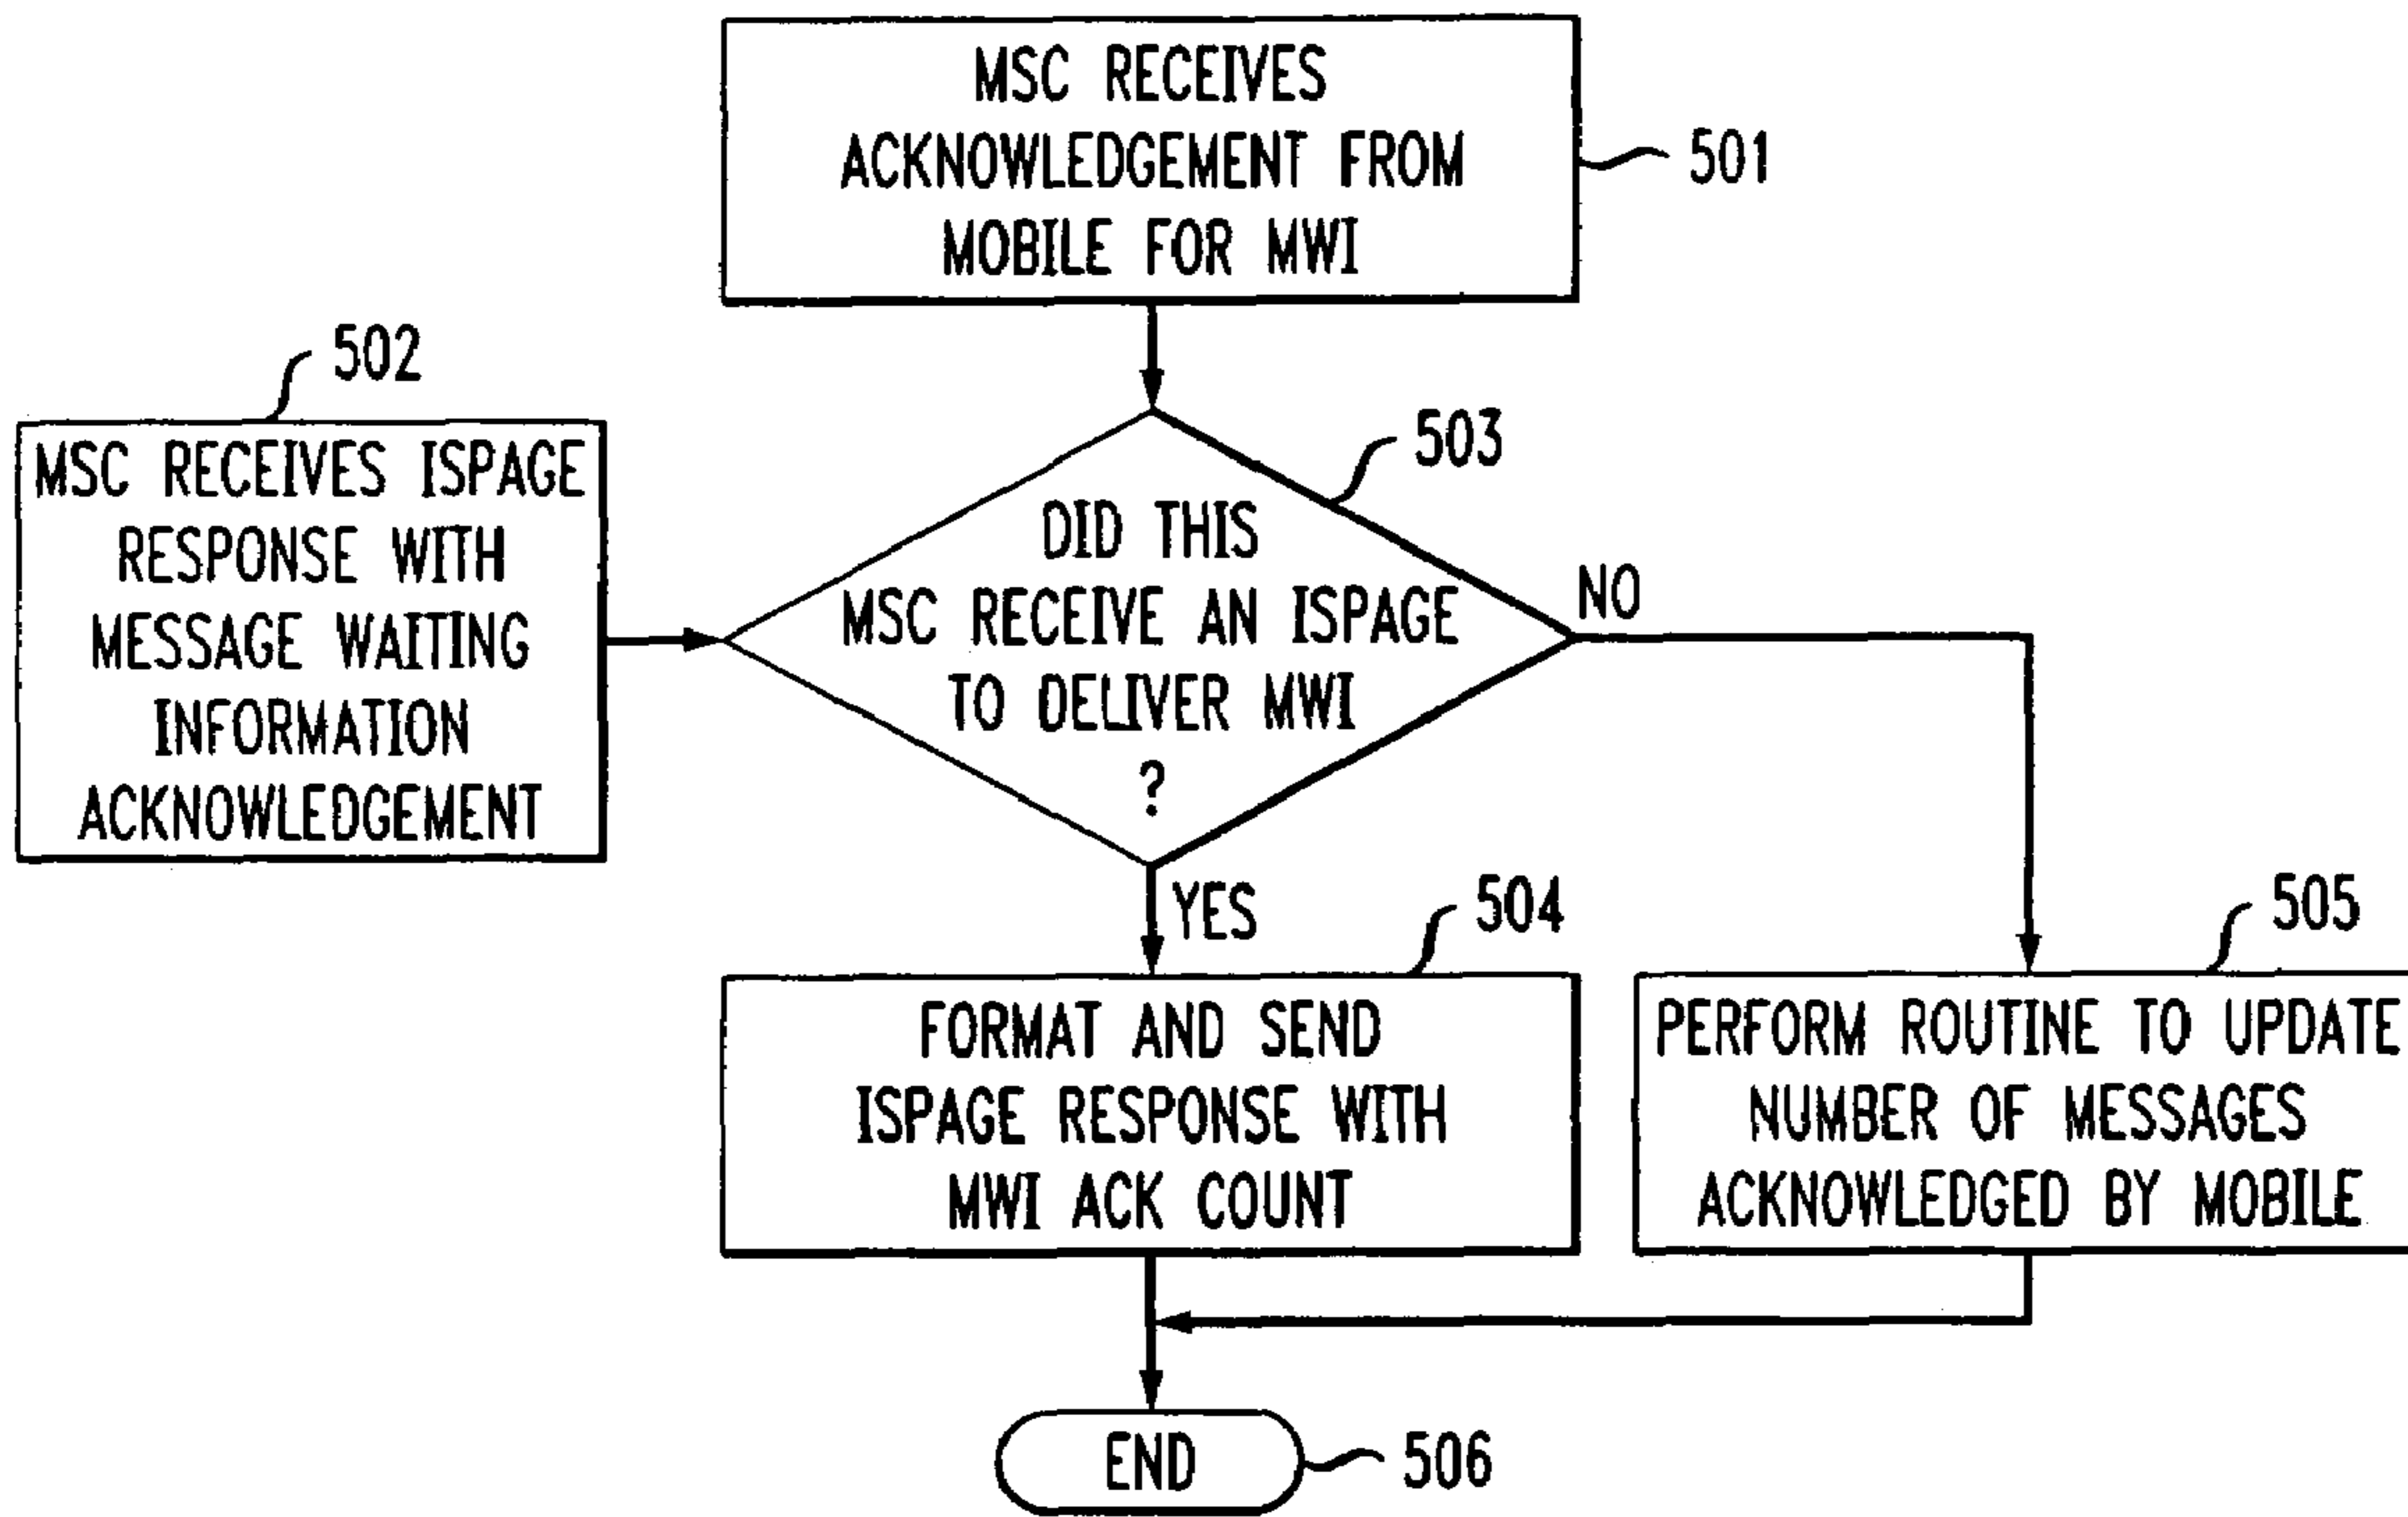 MSC RECEIVES
ACKNOWLEDGEMENT FROM
MOBILE FOR MWI
501
502
MSC RECEIVES ISPAGE
RESPONSE WITH
MESSAGE WAITING
INFORMATION
ACKNOWLEDGEMENT
503
DID THIS
MSC RECEIVE AN ISPAGE
TO DELIVER MWI
?
NO
YES
504
FORMAT AND SEND
ISPAGE RESPONSE WITH
MWI ACK COUNT
505
PERFORM ROUTINE TO UPDATE
NUMBER OF MESSAGES
ACKNOWLEDGED BY MOBILE
END
506